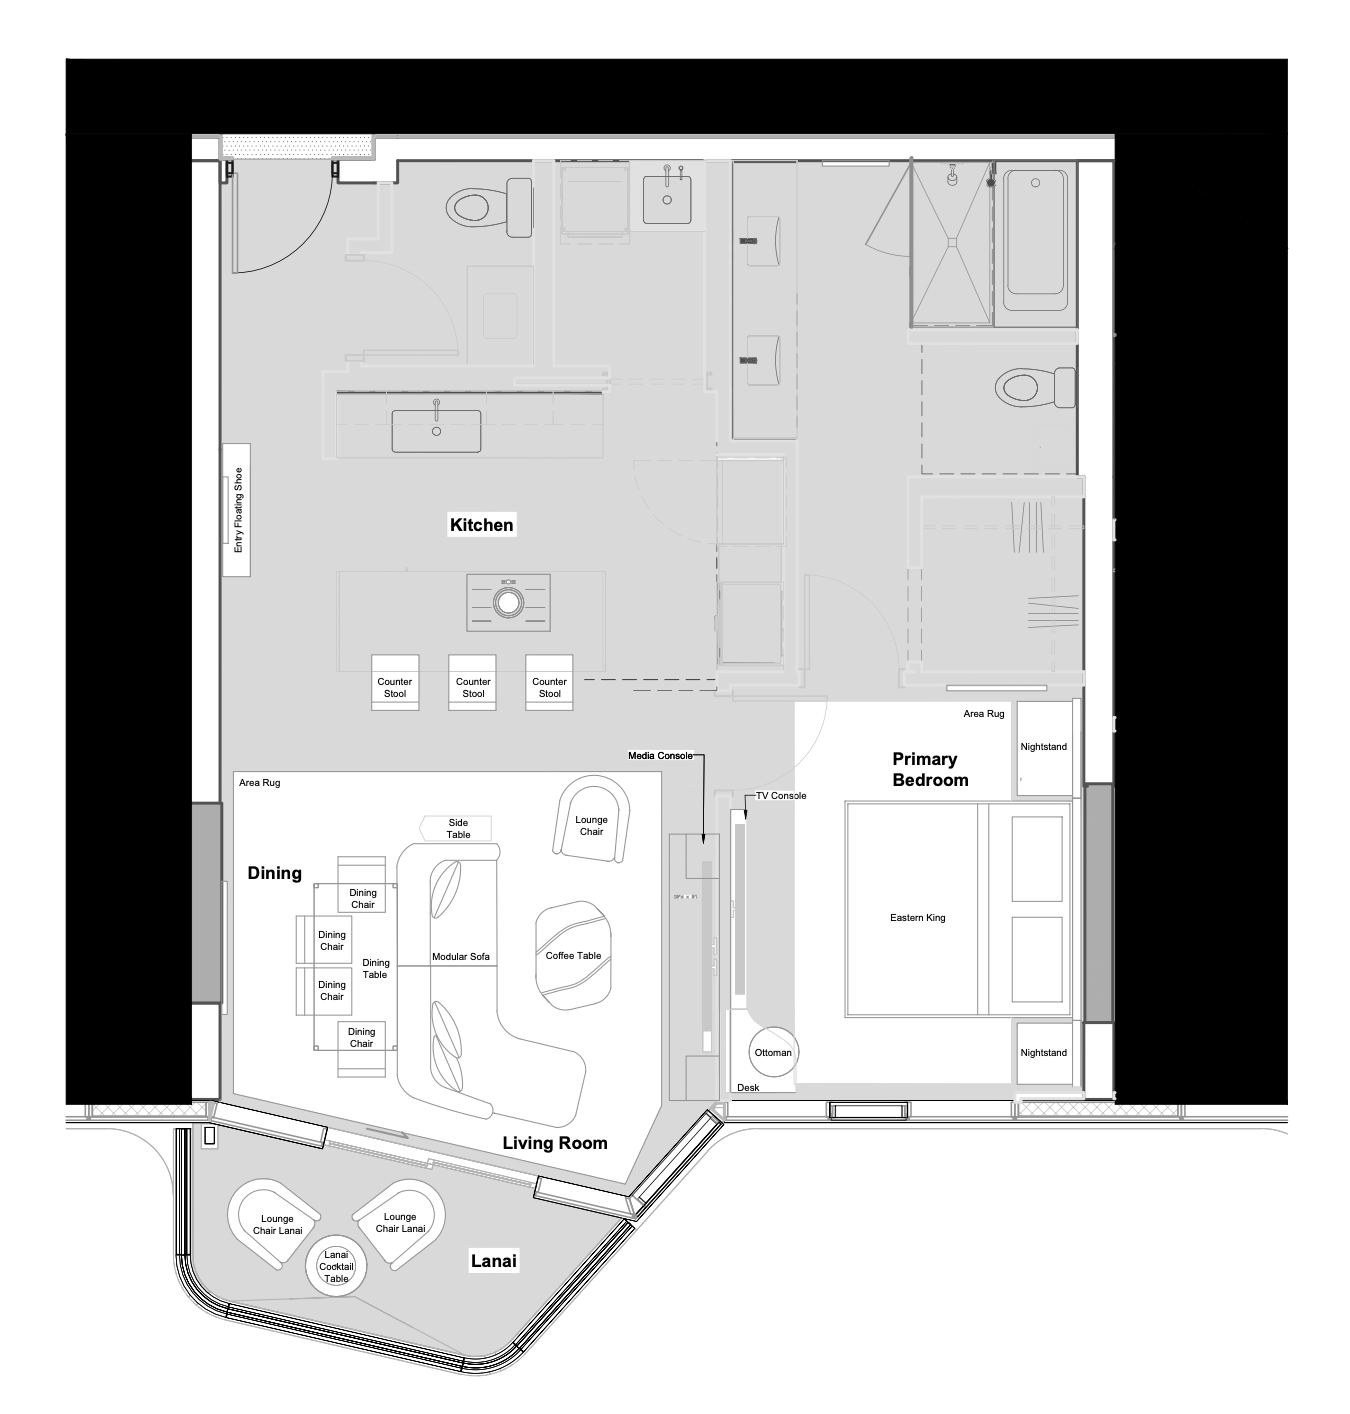 Entry Floating Shoe
Kitchen
Counter
Stool
Counter
Stool
Counter
Stool
Area Rug
Nightstand
Primary
Bedroom
Media Console
TV Console
Area Rug
Side
Table
Lounge
Chair
Dining
Dining
Chair
Dining
Chair
Dining
Table
Dining
Chair
Dining
Chair
Modular Sofa
Coffee Table
Eastern King
Ottoman
Nightstand
Desk
Living Room
Lounge
Chair Lanai
Lounge
Chair Lanai
Lanai
Cocktail
Table
Lanai